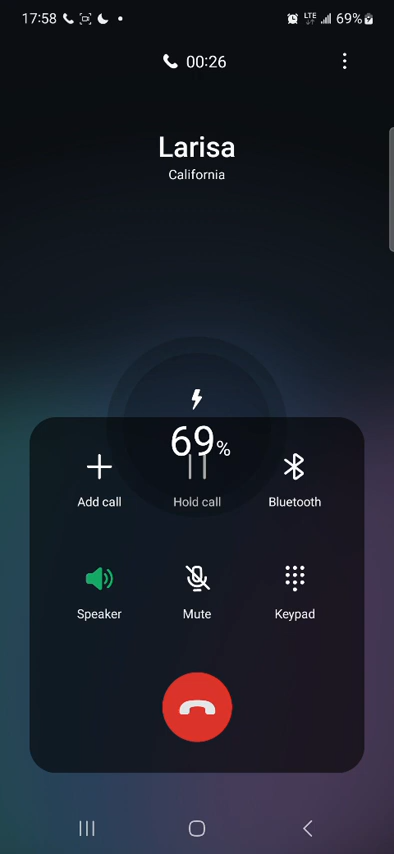 17:58 LTE 69%
00:26
Larisa
California
69%
Add call Hold call Bluetooth
Speaker Mute Keypad